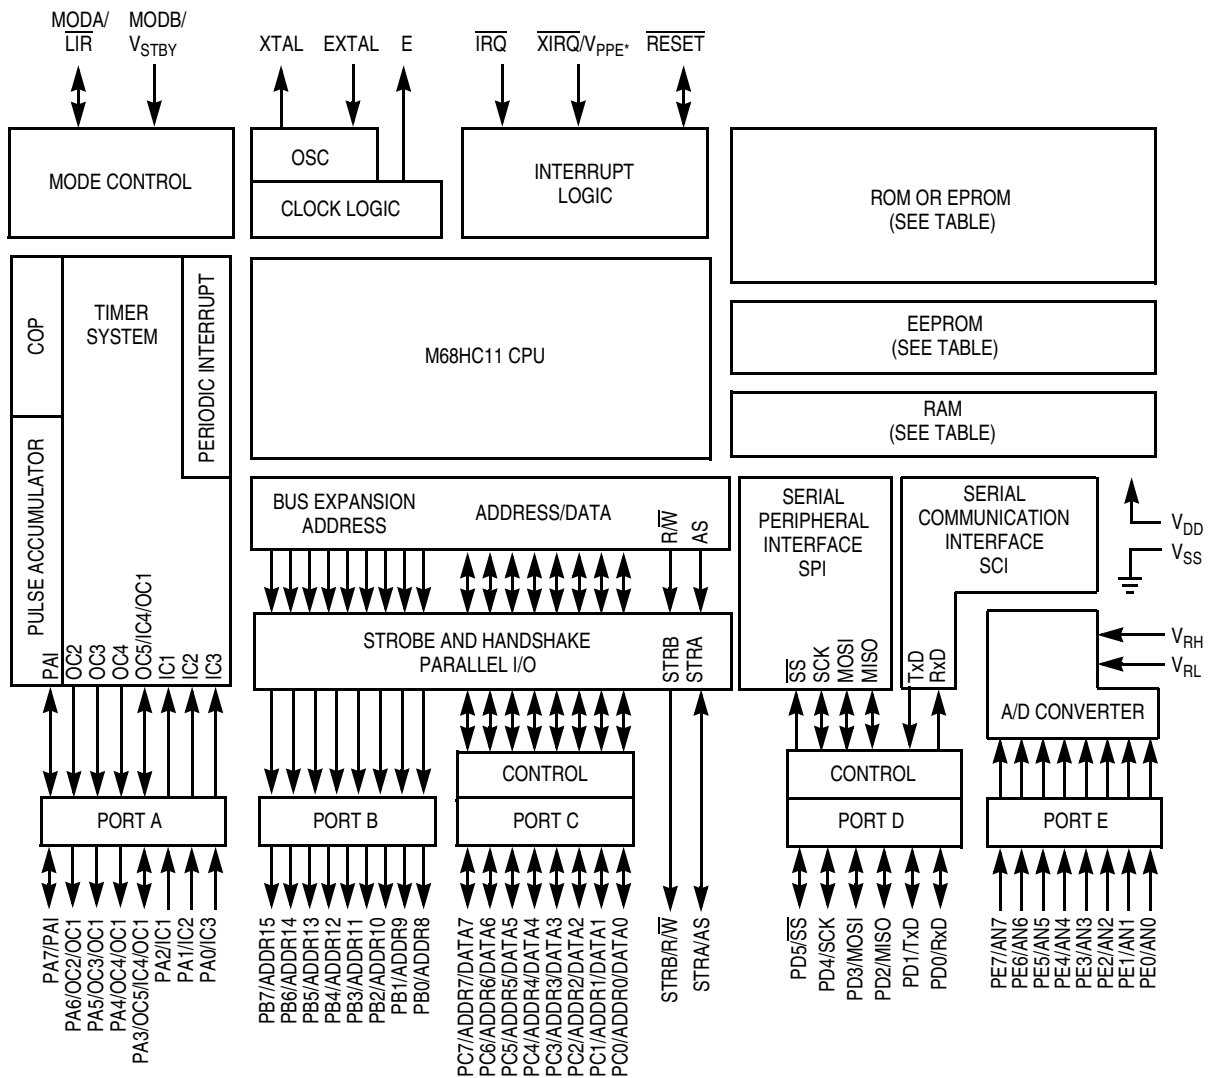 MODA/
LIR
MODB/
VSTBY
XTAL
EXTAL
E
IRQ
XIRQ/VPPE*
RESET
MODE CONTROL
OSC
CLOCK LOGIC
INTERRUPT
LOGIC
ROM OR EPROM
(SEE TABLE)
COP
TIMER
SYSTEM
PERIODIC INTERRUPT
M68HC11 CPU
EEPROM
(SEE TABLE)
RAM
(SEE TABLE)
PULSE ACCUMULATOR
PAI
OC2
OC3
OC4
OC5/IC4/OC1
IC1
IC2
IC3
BUS EXPANSION
ADDRESS
ADDRESS/DATA
R/W
AS
STROBE AND HANDSHAKE
PARALLEL I/O
STRB
STRA
SERIAL
PERIPHERAL
INTERFACE
SPI
SS
SCK
MOSI
MISO
SERIAL
COMMUNICATION
INTERFACE
SCI
TxD
RxD
VDD
VSS
VRH
VRL
A/D CONVERTER
CONTROL
CONTROL
PORT A
PORT B
PORT C
PORT D
PORT E
PA7/PAI
PA6/OC2/OC1
PA5/OC3/OC1
PA4/OC4/OC1
PA3/OC5/IC4/OC1
PA2/IC1
PA1/IC2
PA0/IC3
PB7/ADDR15
PB6/ADDR14
PB5/ADDR13
PB4/ADDR12
PB3/ADDR11
PB2/ADDR10
PB1/ADDR9
PB0/ADDR8
PC7/ADDR7/DATA7
PC6/ADDR6/DATA6
PC5/ADDR5/DATA5
PC4/ADDR4/DATA4
PC3/ADDR3/DATA3
PC2/ADDR2/DATA2
PC1/ADDR1/DATA1
PC0/ADDR0/DATA0
STRB/R/W
STRA/AS
PD5/SS
PD4/SCK
PD3/MOSI
PD2/MISO
PD1/TxD
PD0/RxD
PE7/AN7
PE6/AN6
PE5/AN5
PE4/AN4
PE3/AN3
PE2/AN2
PE1/AN1
PE0/AN0